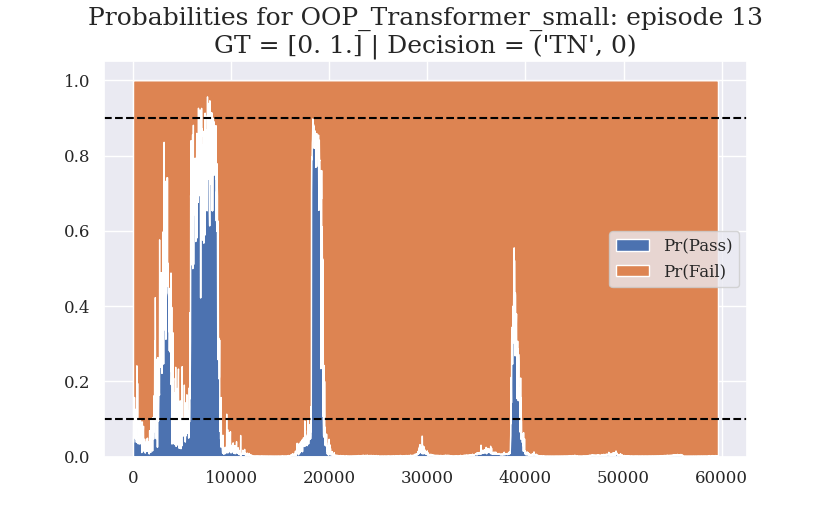 Probabilities for OOP_Transformer_small: episode 13
GT = [0. 1.] | Decision = ('TN', 0)
1.0
0.8
0.6
0.4
0.2
0.0
Pr(Pass)
Pr(Fail)
0 10000 20000 30000 40000 50000 60000